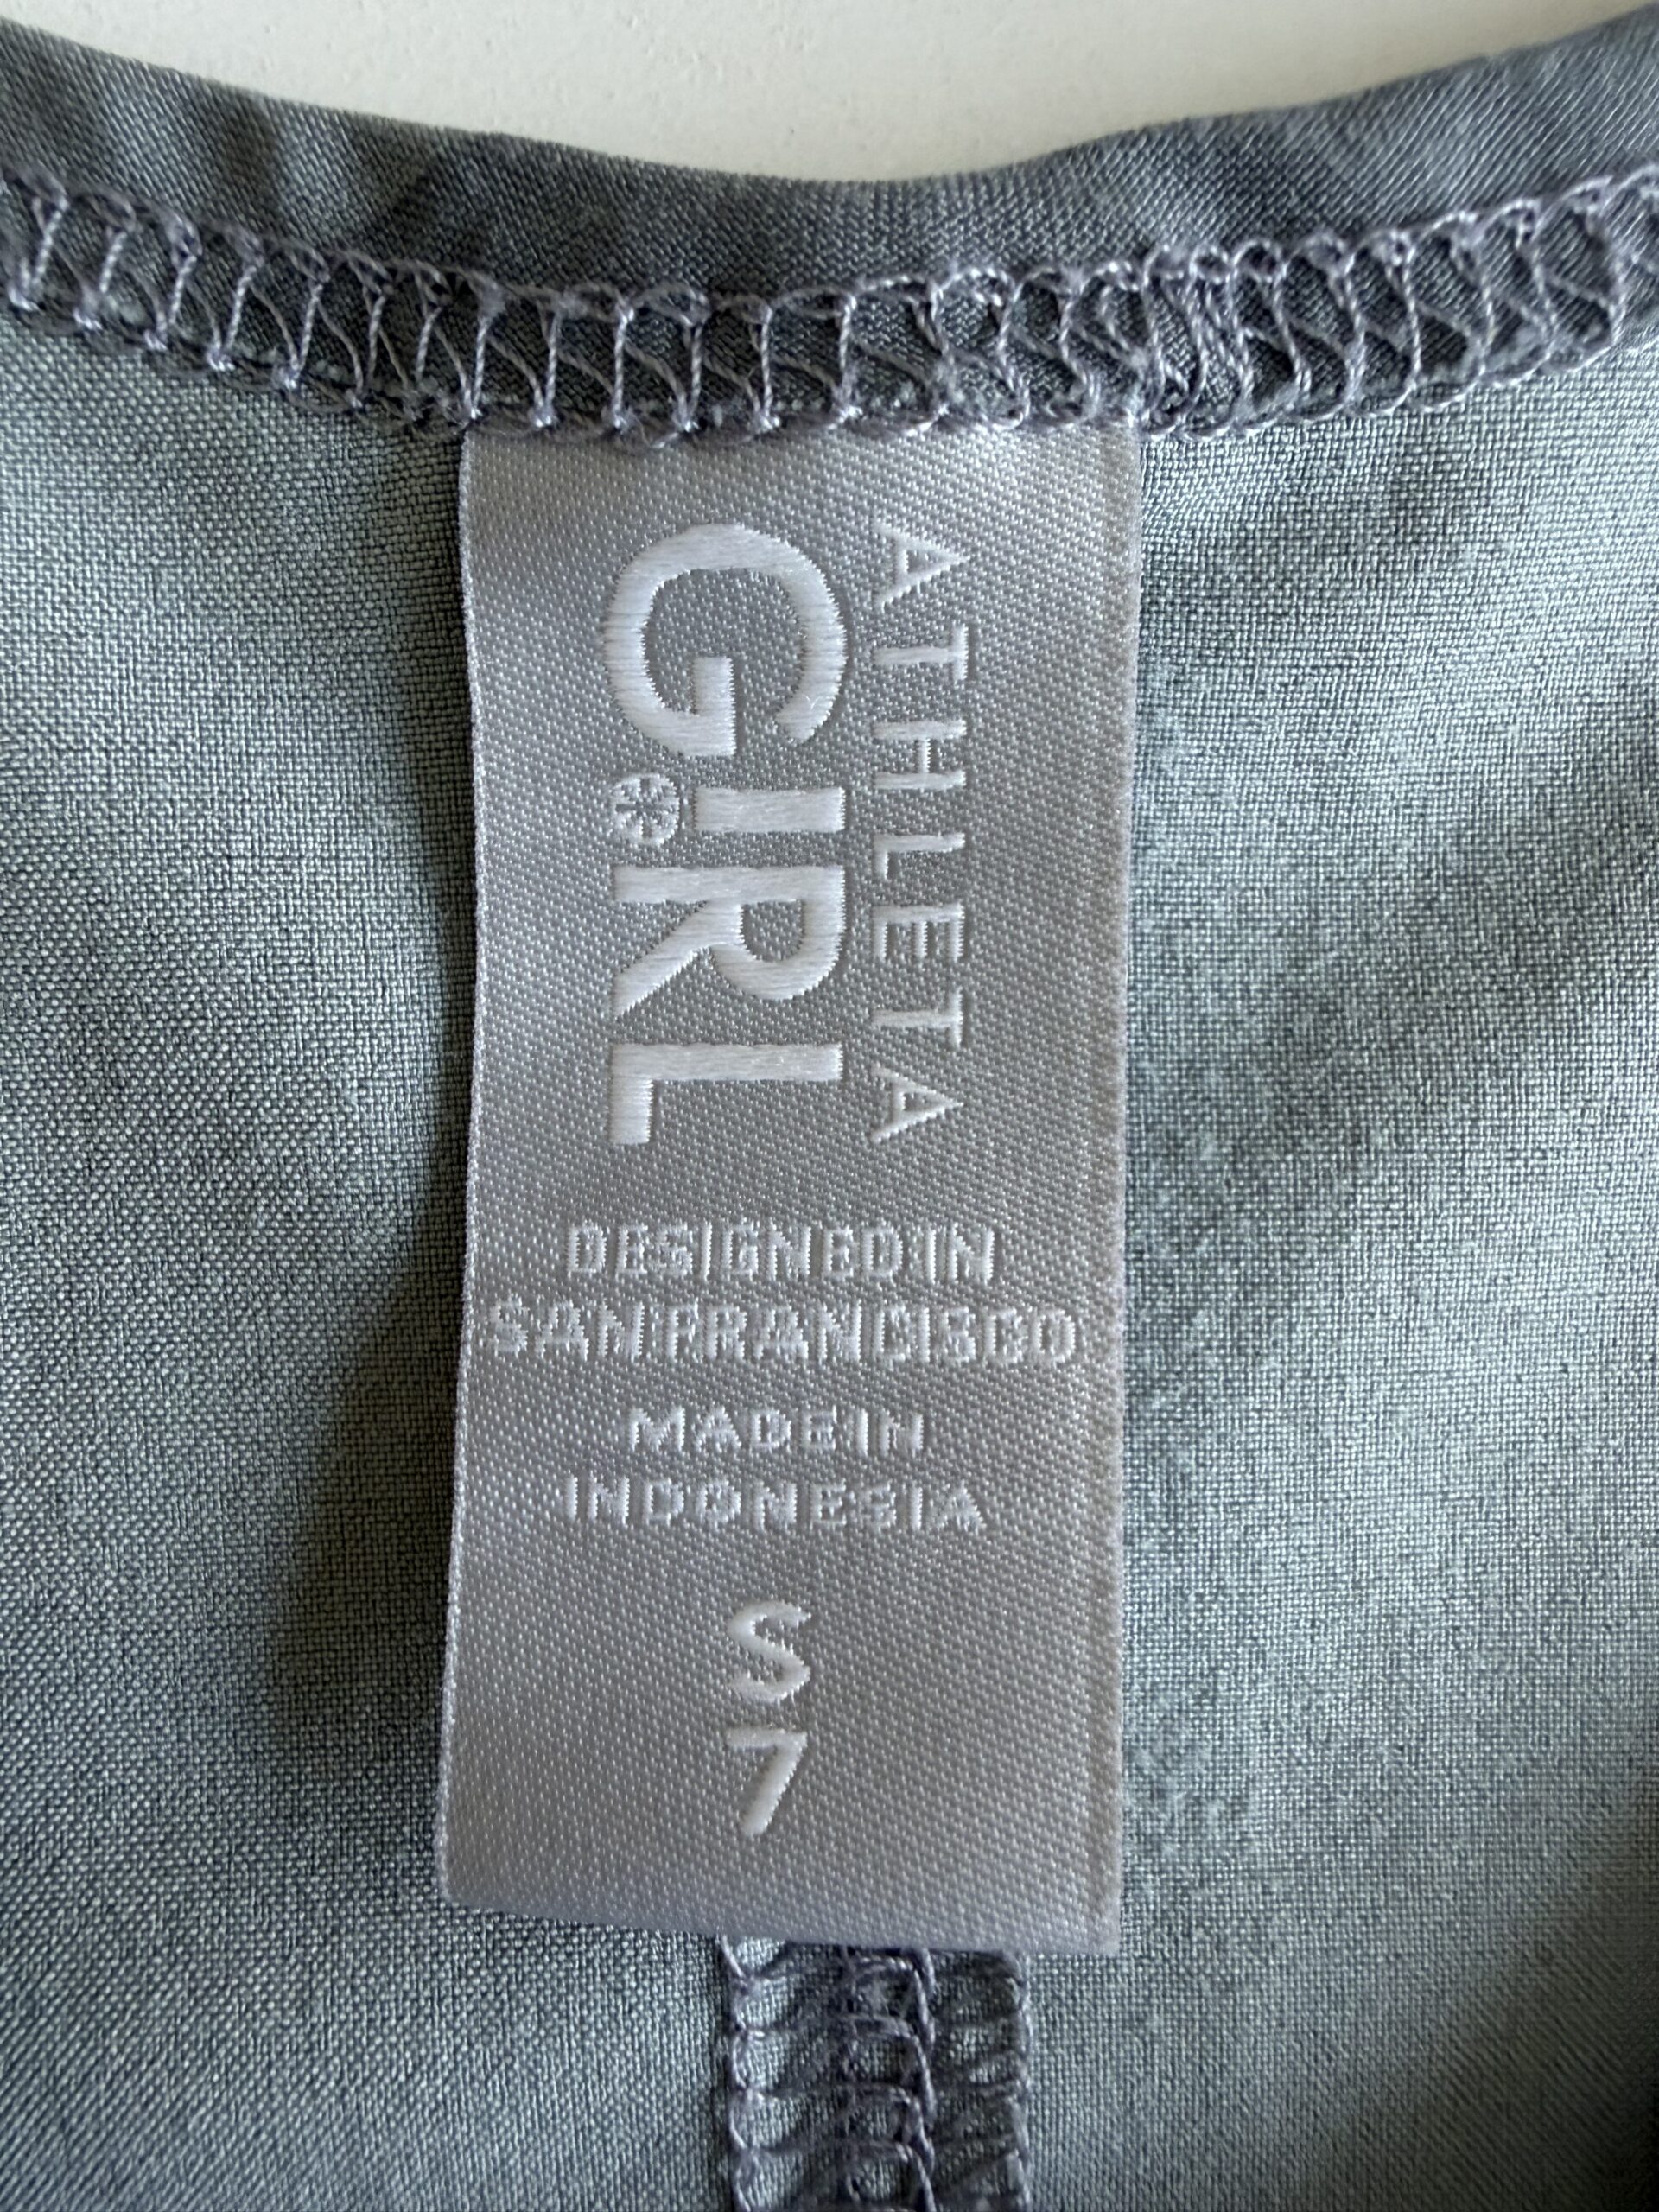 ATHLETA
GIRL
DESIGNED IN
SAN FRANCISCO
MADE IN
INDONESIA
S
7